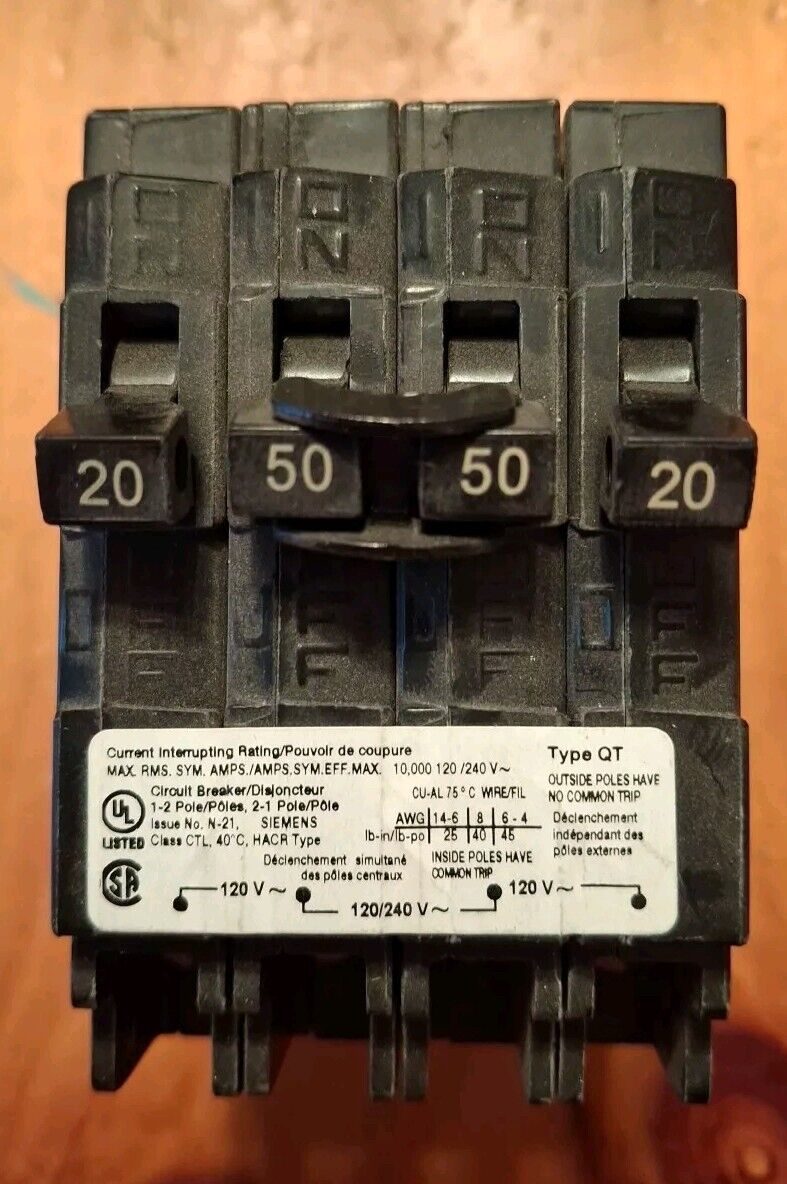 ON ON ON ON
20 50 50 20
OFF OFF OFF OFF
Current Interrupting Rating/Pouvoir de coupure
MAX. RMS. SYM. AMPS./AMPS.SYM.EFF.MAX. 10,000 120 /240 V~
Type QT
OUTSIDE POLES HAVE
NO COMMON TRIP
Déclenchement
indépendant des
pôles externes
UL
LISTED
Circuit Breaker/Disjoncteur
1-2 Pole/Pôles, 2-1 Pole/Pôle
Issue No. N-21, SIEMENS
Class CTL, 40°C, HACR Type
CU-AL 75°C WIRE/FIL
AWG 14-6 8 6-4
lb-in/lb-po 25 40 45
Déclenchement simultané
des pôles centraux
INSIDE POLES HAVE
COMMON TRIP
SA
120 V~ 120 V~
120/240 V~